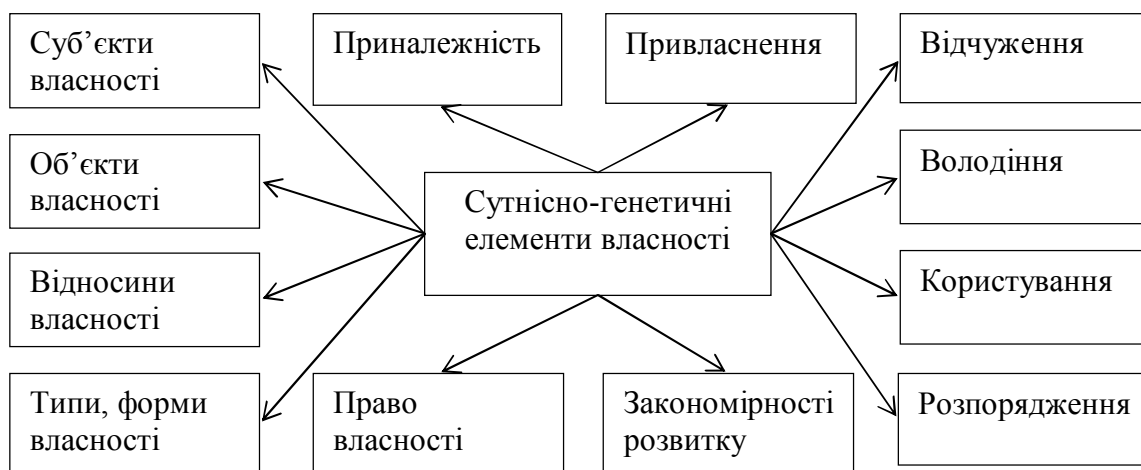 Суб’єкти
власності
Приналежність
Привласнення
Відчуження
Об’єкти
власності
Сутнісно-генетичні
елементи власності
Володіння
Відносини
власності
Користування
Типи, форми
власності
Право
власності
Закономірності
розвитку
Розпорядження